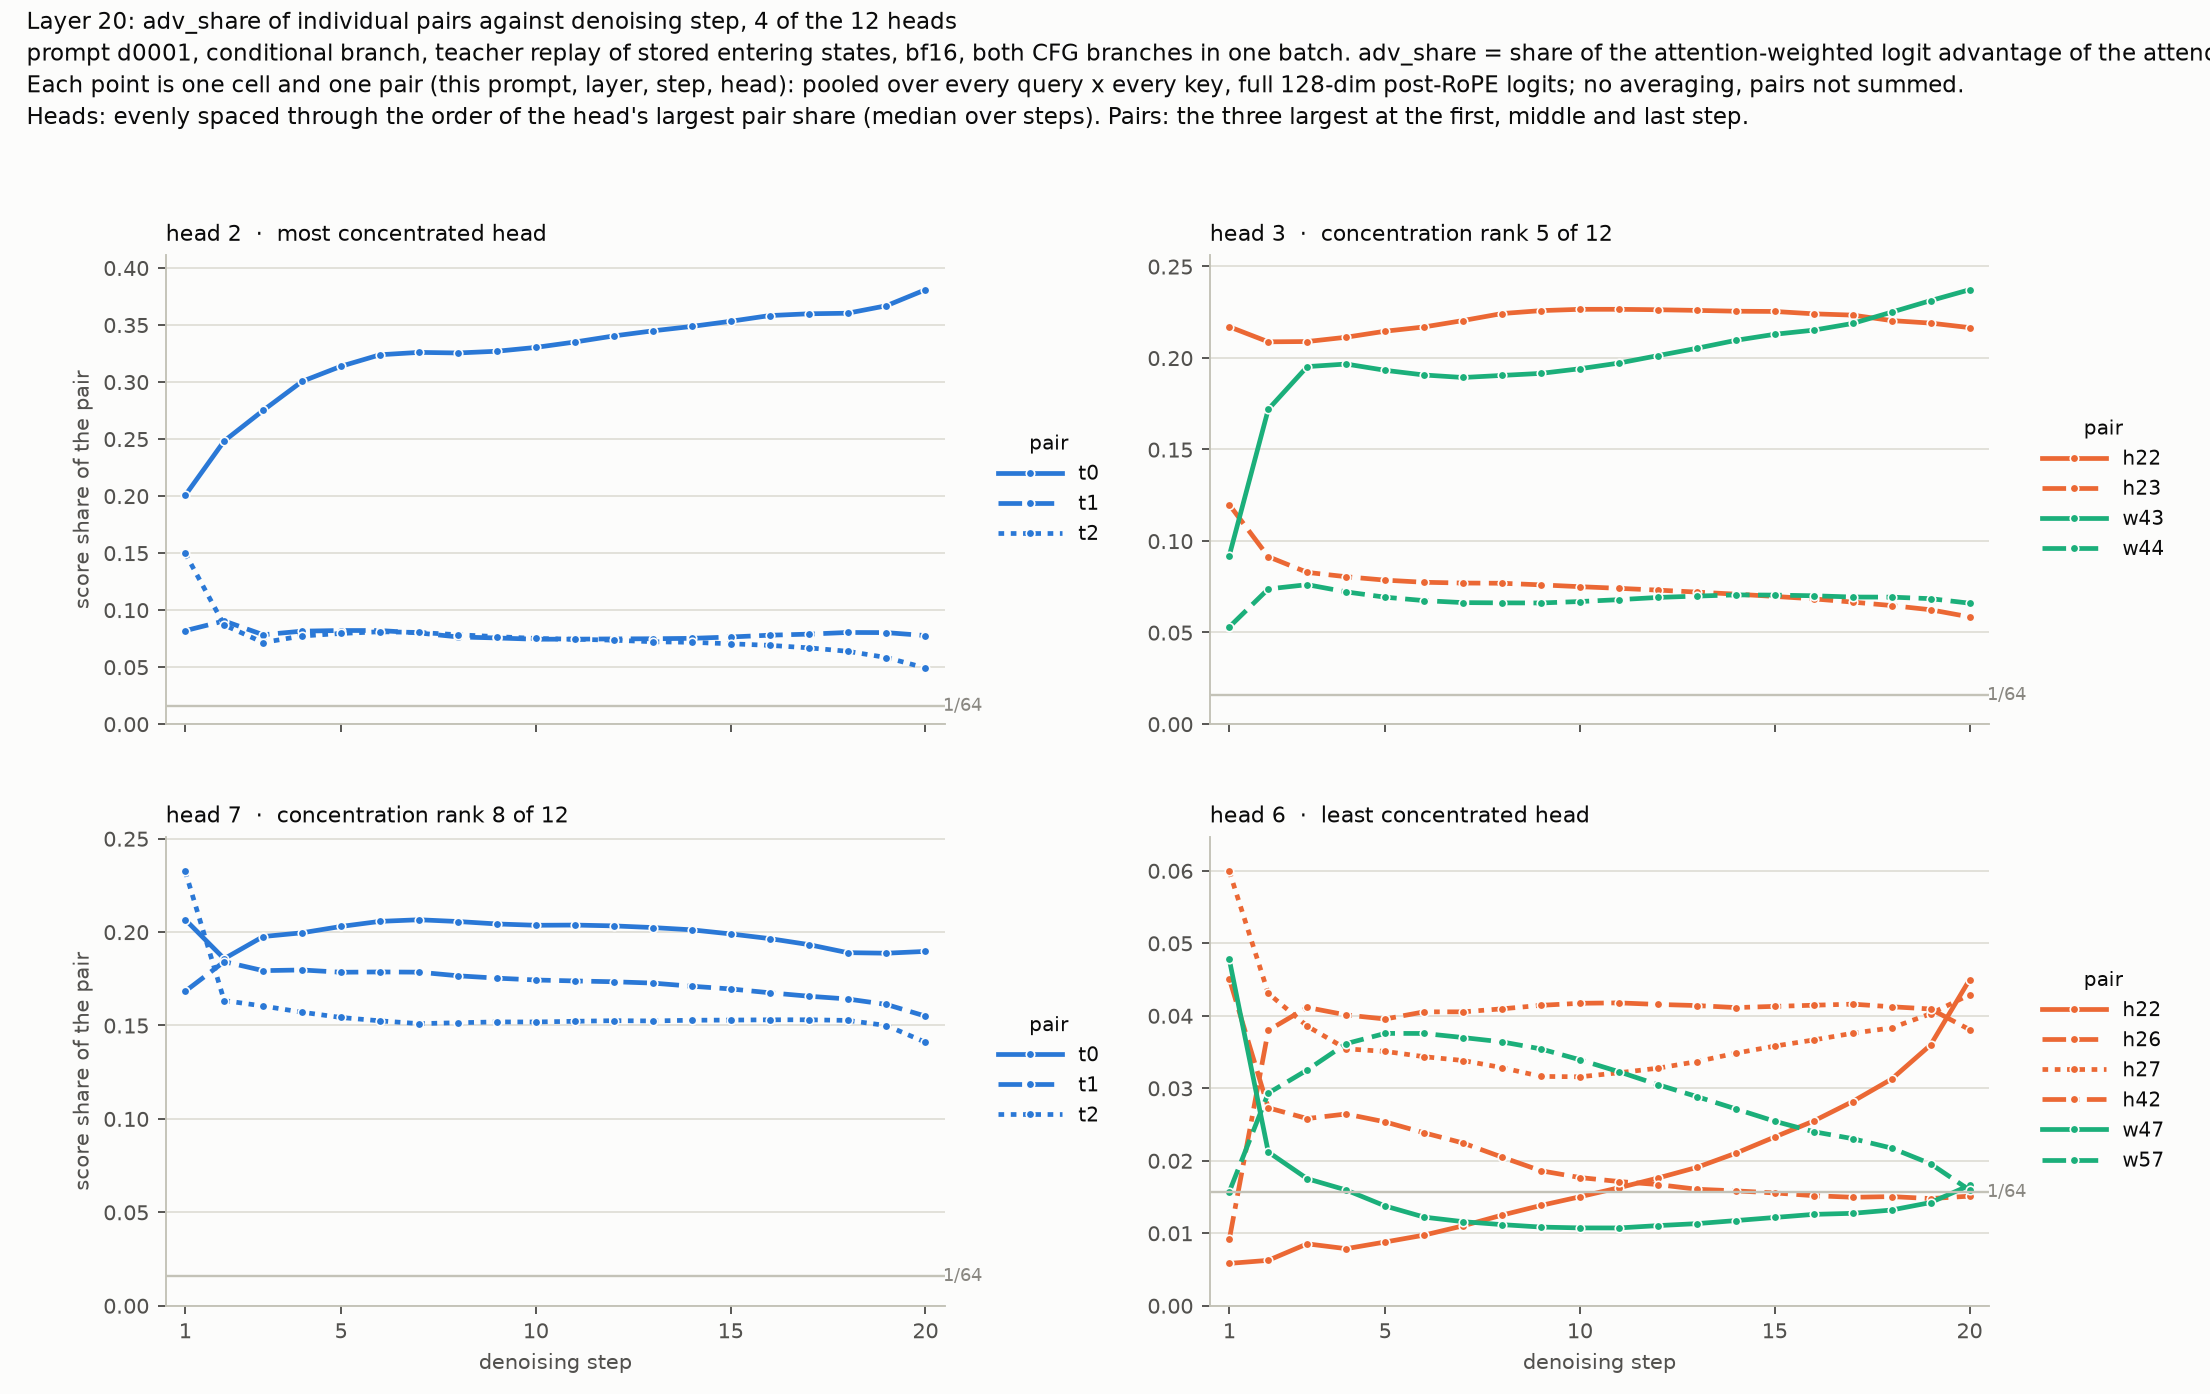 Layer 20: adv_share of individual pairs against denoising step, 4 of the 12 heads
prompt d0001, conditional branch, teacher replay of stored entering states, bf16, both CFG branches in one batch. adv_share = share of the attention-weighted logit advantage of the
Each point is one cell and one pair (this prompt, layer, step, head): pooled over every query x every key, full 128-dim post-RoPE logits; no averaging, pairs not summed.
Heads: evenly spaced through the order of the head's largest pair share (median over steps). Pairs: the three largest at the first, middle and last step.
head 2 · most concentrated head
0.40
0.35
0.30
0.25
0.20
0.15
0.10
0.05
0.00
score share of the pair
1/64
pair
t0
t1
t2
head 3 · concentration rank 5 of 12
0.25
0.20
0.15
0.10
0.05
0.00
1/64
pair
h22
h23
w43
w44
head 7 · concentration rank 8 of 12
0.25
0.20
0.15
0.10
0.05
0.00
score share of the pair
1/64
1 5 10 15 20
denoising step
pair
t0
t1
t2
head 6 · least concentrated head
0.06
0.05
0.04
0.03
0.02
0.01
0.00
1/64
1 5 10 15 20
denoising step
pair
h22
h26
h27
h42
w47
w57